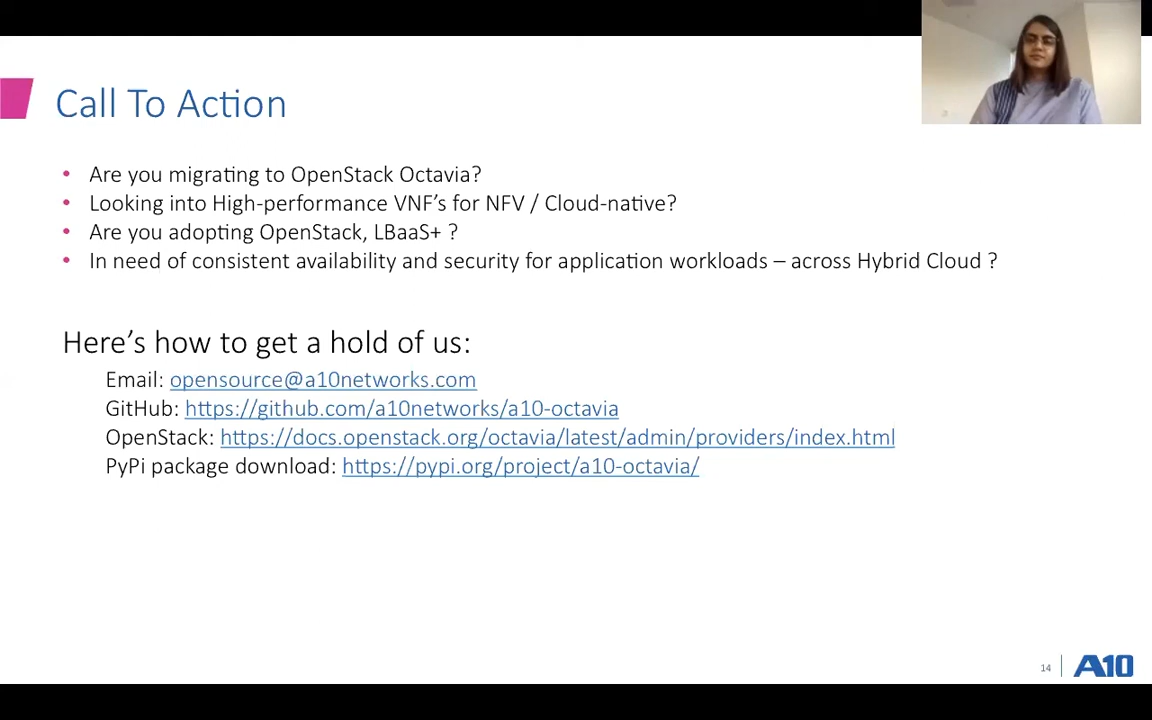 Call To Action
• Are you migrating to OpenStack Octavia?
• Looking into High-performance VNF’s for NFV / Cloud-native?
• Are you adopting OpenStack, LBaaS+ ?
• In need of consistent availability and security for application workloads – across Hybrid Cloud ?
Here’s how to get a hold of us:
Email: opensource@a10networks.com
GitHub: https://github.com/a10networks/a10-octavia
OpenStack: https://docs.openstack.org/octavia/latest/admin/providers/index.html
PyPi package download: https://pypi.org/project/a10-octavia/
14
A10